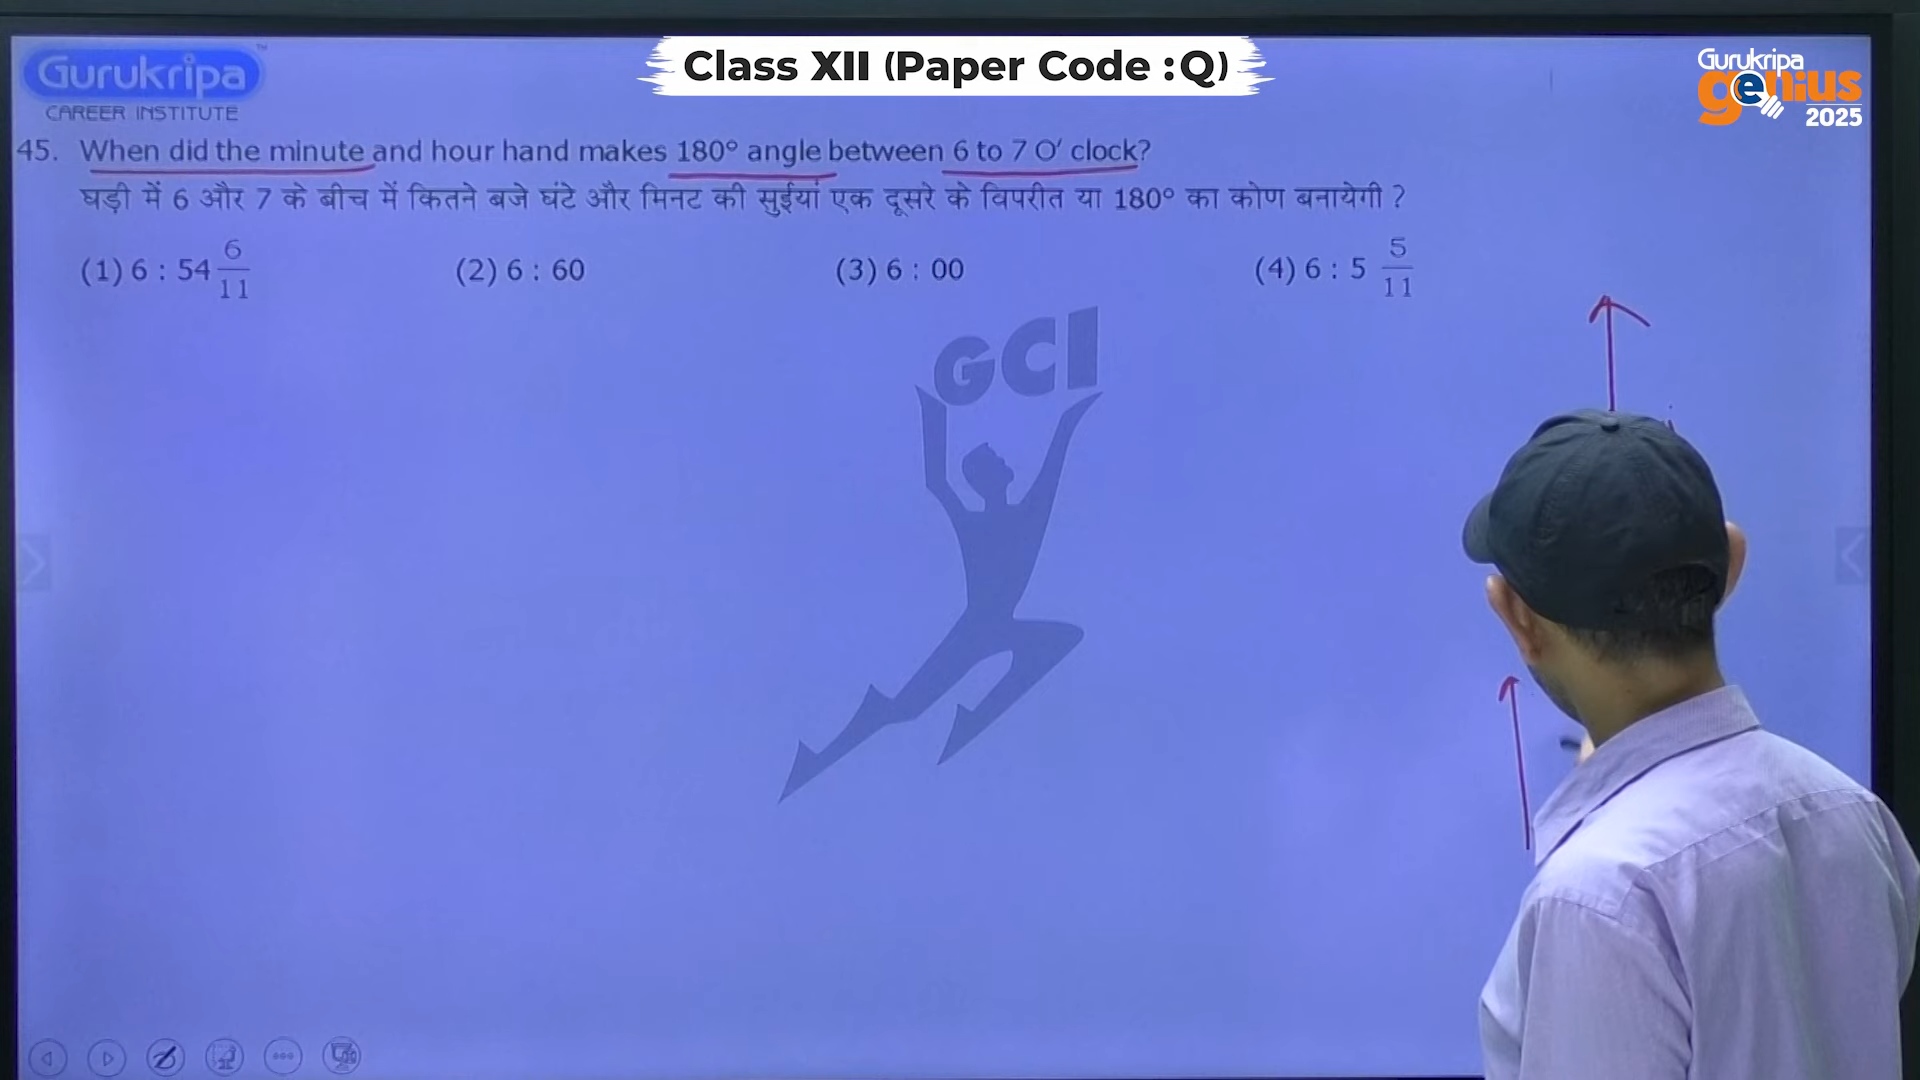 Class XII (Paper Code :Q)
Gurukripa
CAREER INSTITUTE
Gurukripa
genius
2025
45. When did the minute and hour hand makes 180° angle between 6 to 7 O' clock?
घड़ी में 6 और 7 के बीच में कितने बजे घंटे और मिनट की सुईयां एक दूसरे के विपरीत या 180° का कोण बनायेगी ?
(1) 6 : 54 6/11 (2) 6 : 60 (3) 6 : 00 (4) 6 : 5 5/11
GCI